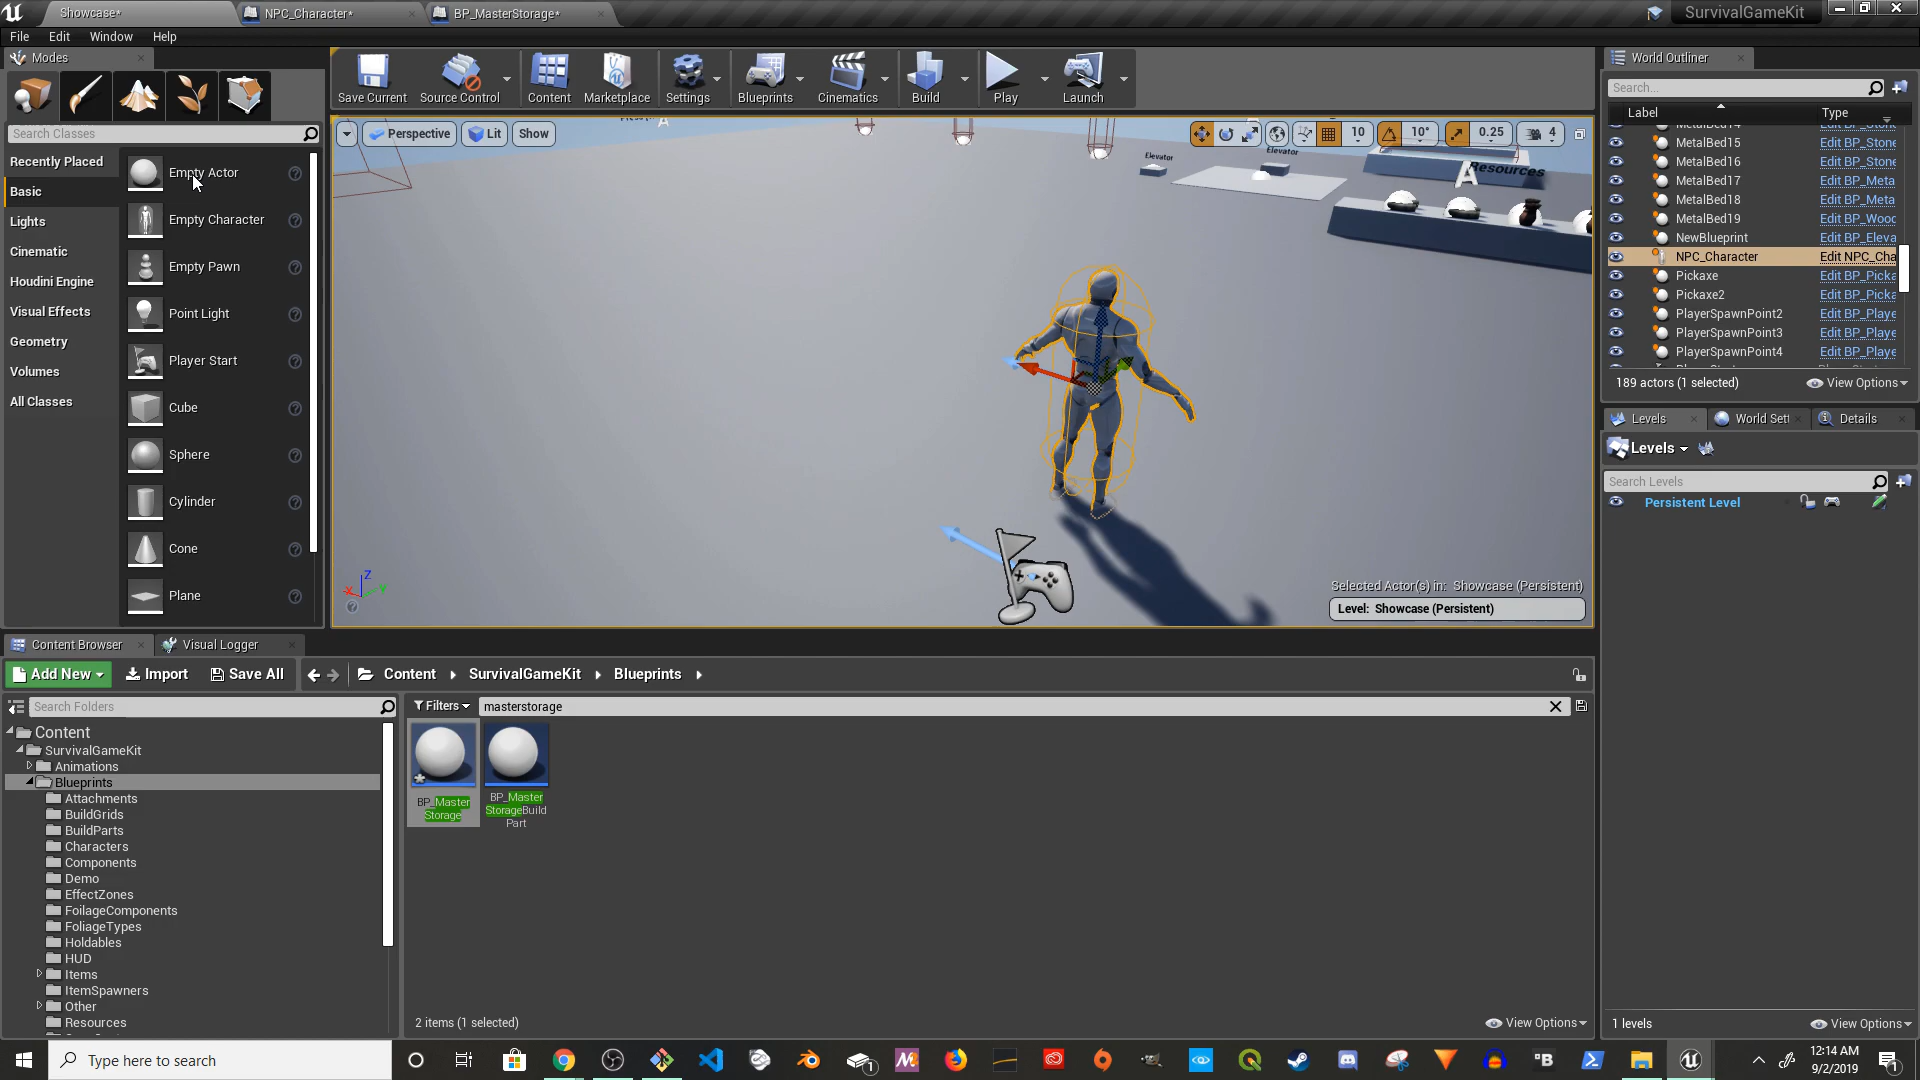 Showcase*
NPC_Character*
BP_MasterStorage*
SurvivalGameKit
File Edit Window Help
Modes
Search Classes
Recently Placed
Basic
Lights
Cinematic
Houdini Engine
Visual Effects
Geometry
Volumes
All Classes
Empty Actor
Empty Character
Empty Pawn
Point Light
Player Start
Cube
Sphere
Cylinder
Cone
Plane
Save Current
Source Control
Content
Marketplace
Settings
Blueprints
Cinematics
Build
Play
Launch
Perspective
Lit
Show
10
10°
0.25
4
Elevator
Elevator
Resources
A
Selected Actor(s) in: Showcase (Persistent)
Level: Showcase (Persistent)
Z
X
Y
World Outliner
Search...
Label
Type
MetalBed14 Edit BP_Stone
MetalBed15 Edit BP_Stone
MetalBed16 Edit BP_Stone
MetalBed17 Edit BP_Meta
MetalBed18 Edit BP_Meta
MetalBed19 Edit BP_Wood
NewBlueprint Edit BP_Eleva
NPC_Character Edit NPC_Cha
Pickaxe Edit BP_Picka
Pickaxe2 Edit BP_Picka
PlayerSpawnPoint2 Edit BP_Playe
PlayerSpawnPoint3 Edit BP_Playe
PlayerSpawnPoint4 Edit BP_Playe
189 actors (1 selected)
View Options
Levels
World Sett
Details
Levels
Search Levels
Persistent Level
1 levels
View Options
Content Browser
Visual Logger
Add New
Import
Save All
Content
SurvivalGameKit
Blueprints
Search Folders
Filters
masterstorage
Content
SurvivalGameKit
Animations
Blueprints
Attachments
BuildGrids
BuildParts
Characters
Components
Demo
EffectZones
FoilageComponents
FoliageTypes
Holdables
HUD
Items
ItemSpawners
Other
Resources
BP_Master
Storage
BP_Master
StorageBuild
Part
2 items (1 selected)
View Options
Type here to search
12:14 AM
9/2/2019